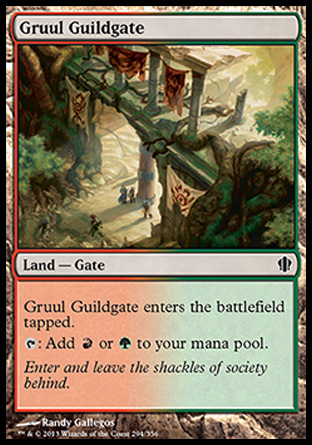 Gruul Guildgate
Land — Gate
Gruul Guildgate enters the battlefield
tapped.
: Add or to your mana pool.
Enter and leave the shackles of society
behind.
Randy Gallegos
™ & © 2013 Wizards of the Coast 294/356